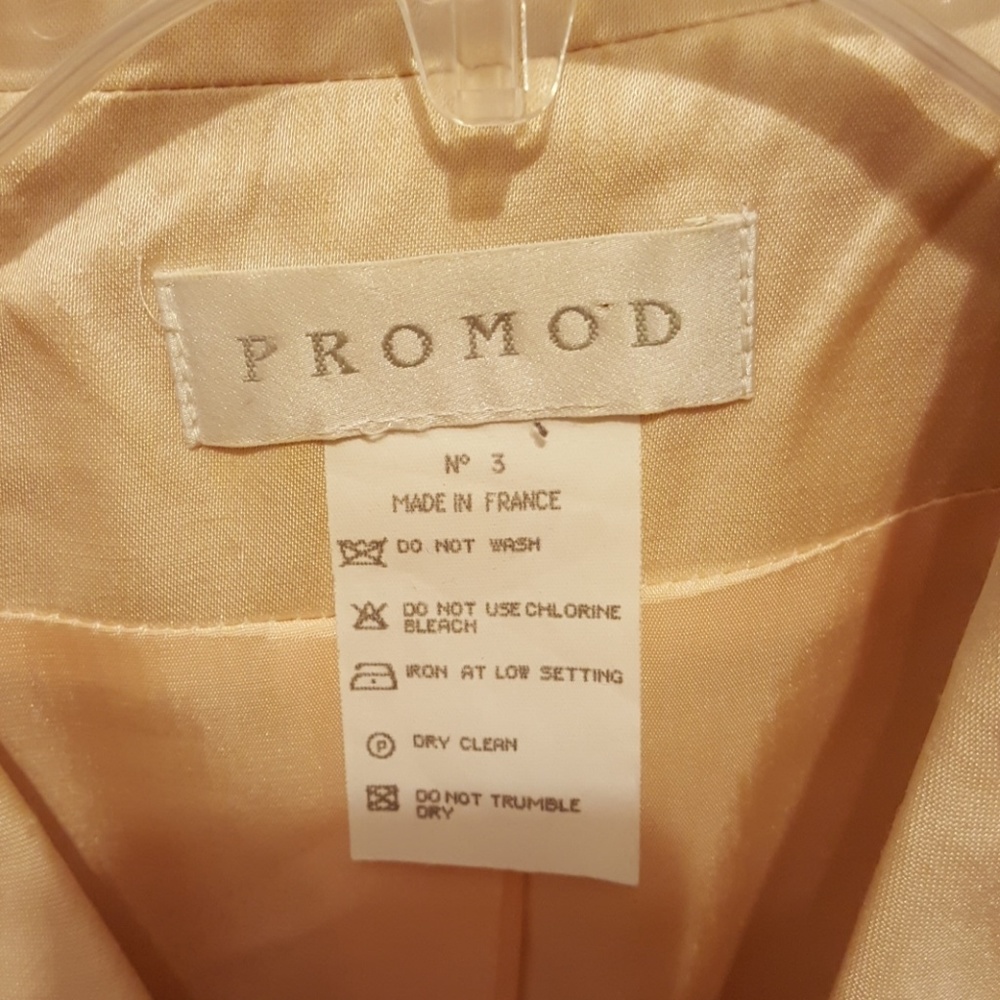 PROMOD
Nº 3
MADE IN FRANCE
DO NOT WASH
DO NOT USE CHLORINE
BLEACH
IRON AT LOW SETTING
P DRY CLEAN
DO NOT TRUMBLE
DRY